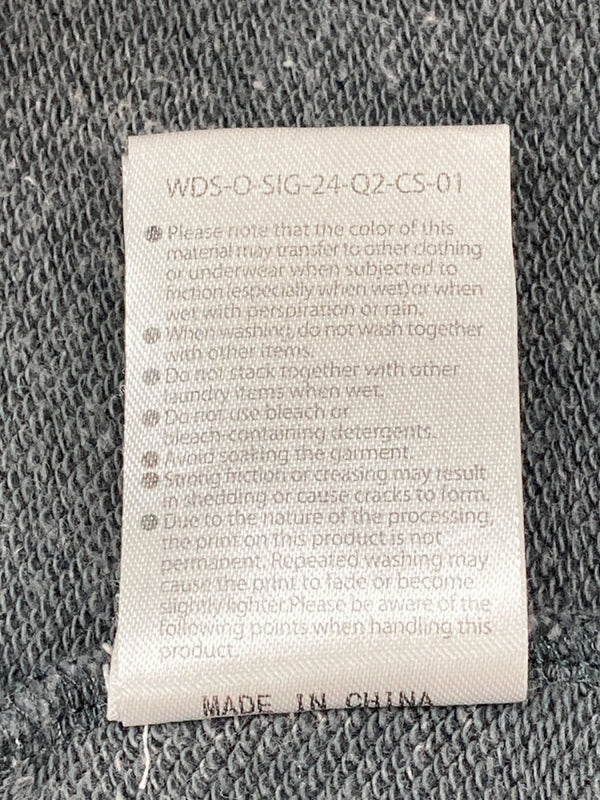 WDS-O-SIG-24-Q2-CS-01
● Please note that the color of this
material may transfer to other clothing
or underwear when subjected to
friction (especially when wet) or when
wet with perspiration or rain.
● When washing, do not wash together
with other items.
● Do not stack together with other
laundry items when wet.
● Do not use bleach or
bleach-containing detergents.
● Avoid soaking the garment.
● Strong friction or creasing may result
in shedding or cause cracks to form.
● Due to the nature of the processing,
the print on this product is not
permanent. Repeated washing may
cause the print to fade or become
slightly lighter.Please be aware of the
following points when handling this
product.
MADE IN CHINA